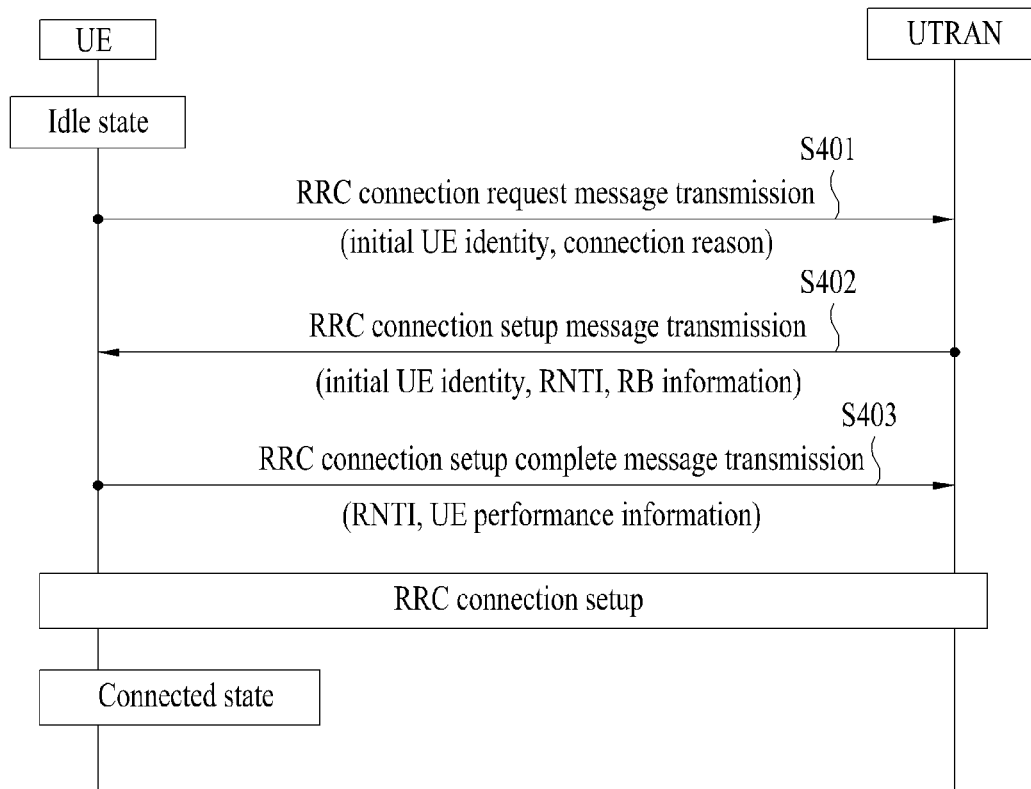 UE
UTRAN
Idle state
S401
RRC connection request message transmission
(initial UE identity, connection reason)
S402
RRC connection setup message transmission
(initial UE identity, RNTI, RB information)
S403
RRC connection setup complete message transmission
(RNTI, UE performance information)
RRC connection setup
Connected state